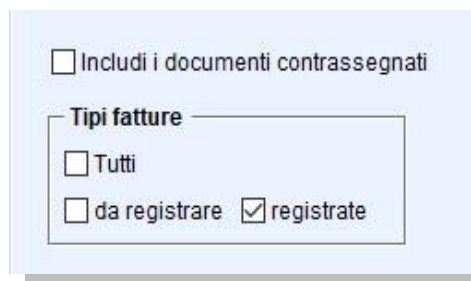 Includi i documenti contrassegnati
Tipi fatture
Tutti
da registrare registrate